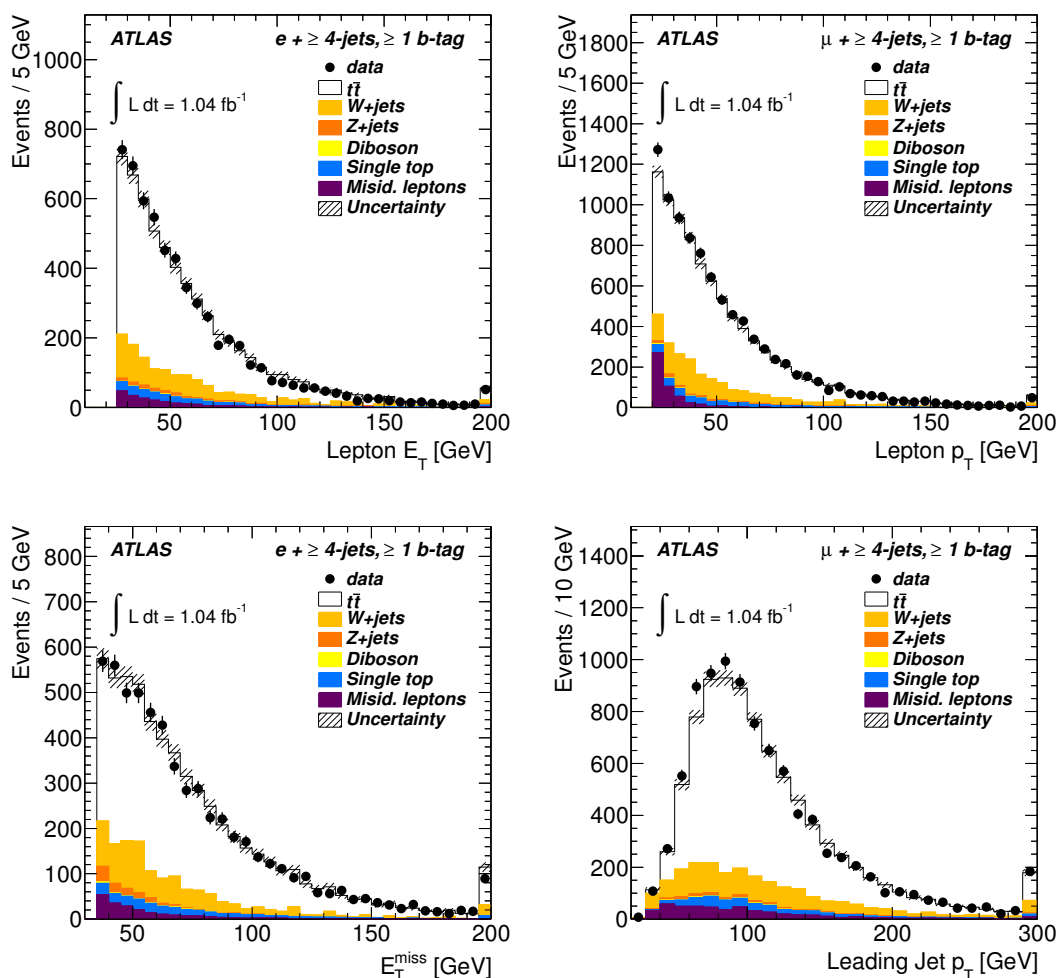 ATLAS
e + ≥ 4-jets, ≥ 1 b-tag
∫ L dt = 1.04 fb⁻¹
data
tt̄
W+jets
Z+jets
Diboson
Single top
Misid. leptons
Uncertainty
Events / 5 GeV
0
200
400
600
800
1000
50
100
150
200
Lepton E_T [GeV]
ATLAS
μ + ≥ 4-jets, ≥ 1 b-tag
∫ L dt = 1.04 fb⁻¹
data
tt̄
W+jets
Z+jets
Diboson
Single top
Misid. leptons
Uncertainty
Events / 5 GeV
0
200
400
600
800
1000
1200
1400
1600
1800
50
100
150
200
Lepton p_T [GeV]
ATLAS
e + ≥ 4-jets, ≥ 1 b-tag
∫ L dt = 1.04 fb⁻¹
data
tt̄
W+jets
Z+jets
Diboson
Single top
Misid. leptons
Uncertainty
Events / 5 GeV
0
100
200
300
400
500
600
700
800
50
100
150
200
E_T^miss [GeV]
ATLAS
μ + ≥ 4-jets, ≥ 1 b-tag
∫ L dt = 1.04 fb⁻¹
data
tt̄
W+jets
Z+jets
Diboson
Single top
Misid. leptons
Uncertainty
Events / 10 GeV
0
200
400
600
800
1000
1200
1400
100
200
300
Leading Jet p_T [GeV]